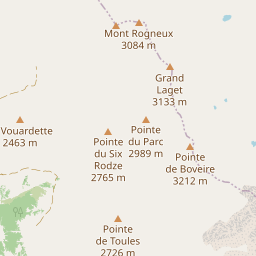 Mont Rogneux
3084 m
Grand
Laget
3133 m
Vouardette
2463 m
Pointe
du Six
Rodze
2765 m
Pointe
du Parc
2989 m
Pointe
de Boveire
3212 m
Pointe
de Toules
2726 m